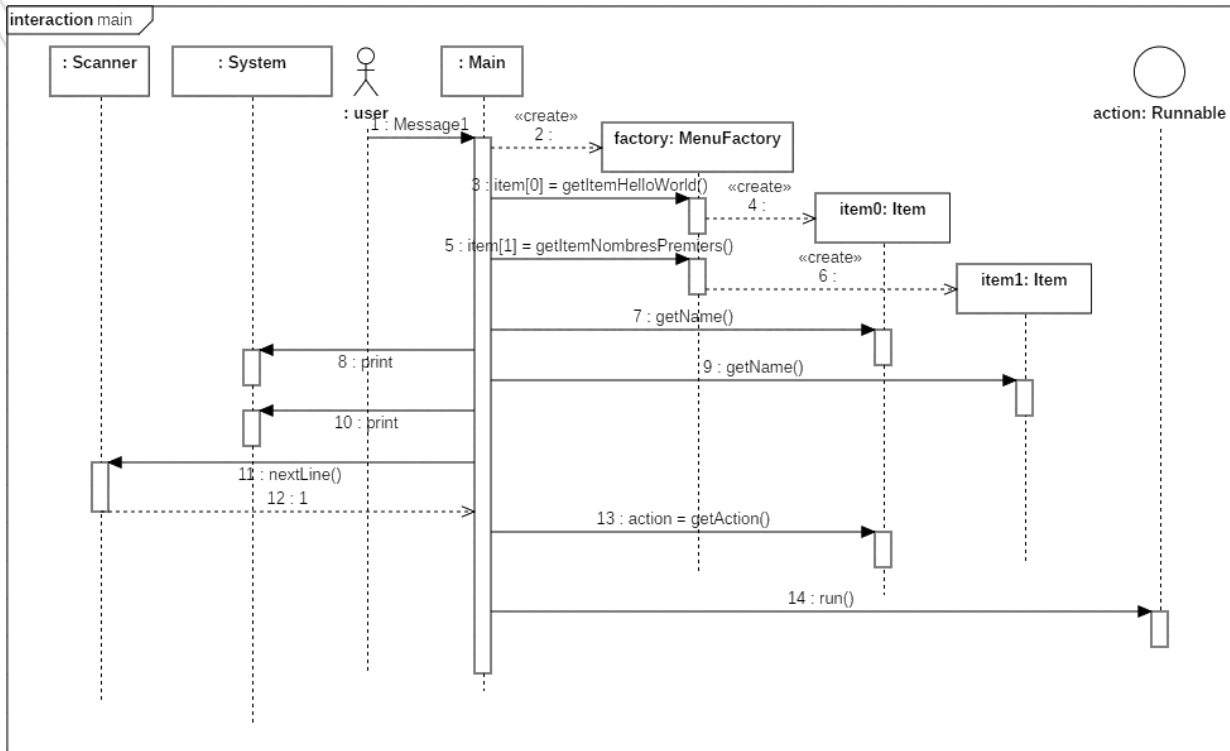 interaction main
: Scanner
: System
: user
: Main
action: Runnable
1 : Message1
«create»
2 :
factory: MenuFactory
3 : item[0] = getItemHelloWorld()
«create»
4 :
item0: Item
5 : item[1] = getItemNombresPremiers()
«create»
6 :
item1: Item
7 : getName()
8 : print
9 : getName()
10 : print
11 : nextLine()
12 : 1
13 : action = getAction()
14 : run()